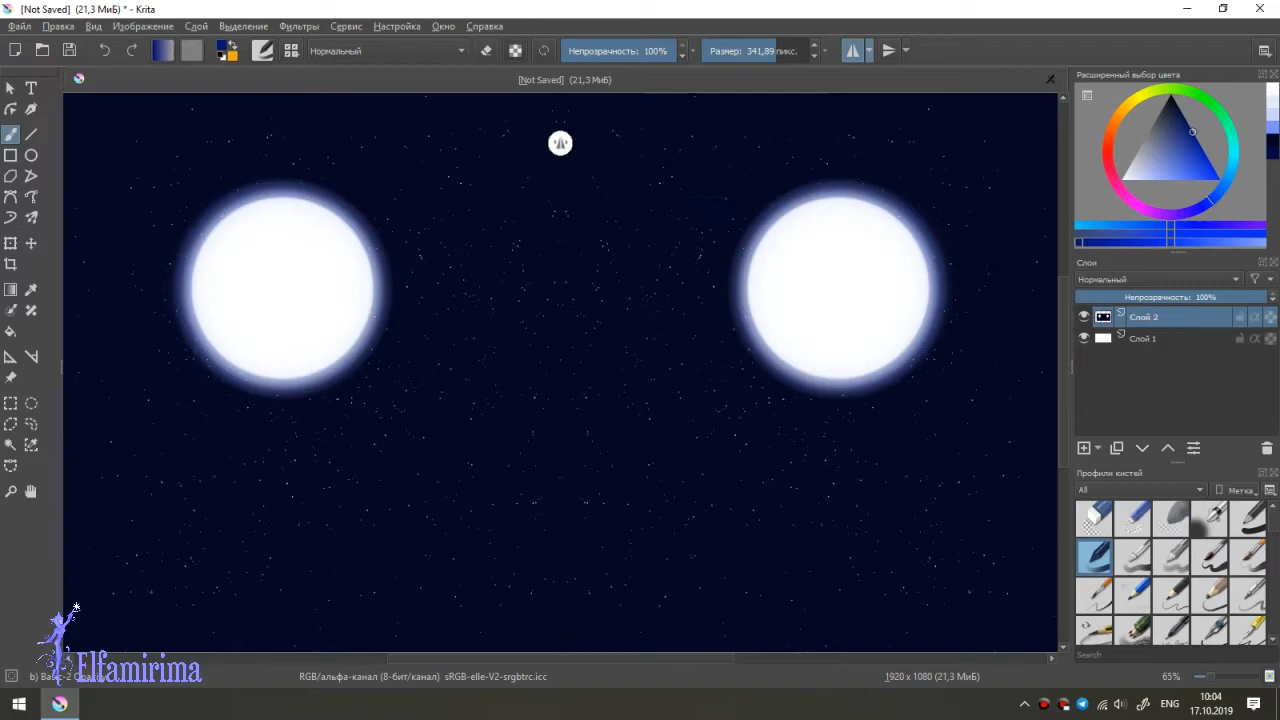 [Not Saved] (21,3 МиБ) * - Krita
Файл Правка Вид Изображение Слой Выделение Фильтры Сервис Настройка Окно Справка
Нормальный Непрозрачность: 100% Размер: 341,89 пикс.
[Not Saved] (21,3 МиБ)
Расширенный выбор цвета
Слои
Нормальный
Непрозрачность: 100%
Слой 2
Слой 1
Профили кистей
All Метка
Search
Elfamirima
b) Basic-2 Opacity RGB/альфа-канал (8-бит/канал) sRGB-elle-V2-srgbtrc.icc 1920 x 1080 (21,3 МиБ) 65%
ENG 10:04
17.10.2019